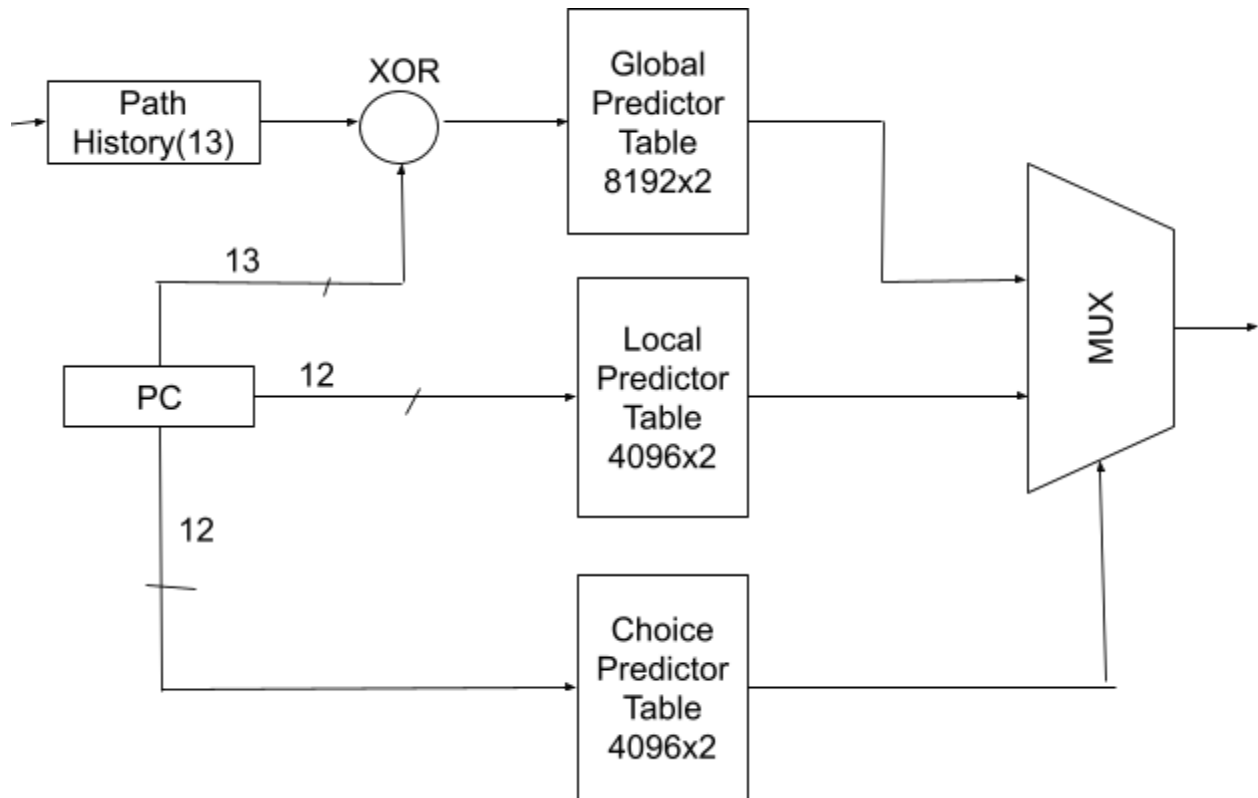 Path
History(13)
XOR
Global
Predictor
Table
8192x2
13
PC
12
Local
Predictor
Table
4096x2
MUX
12
Choice
Predictor
Table
4096x2